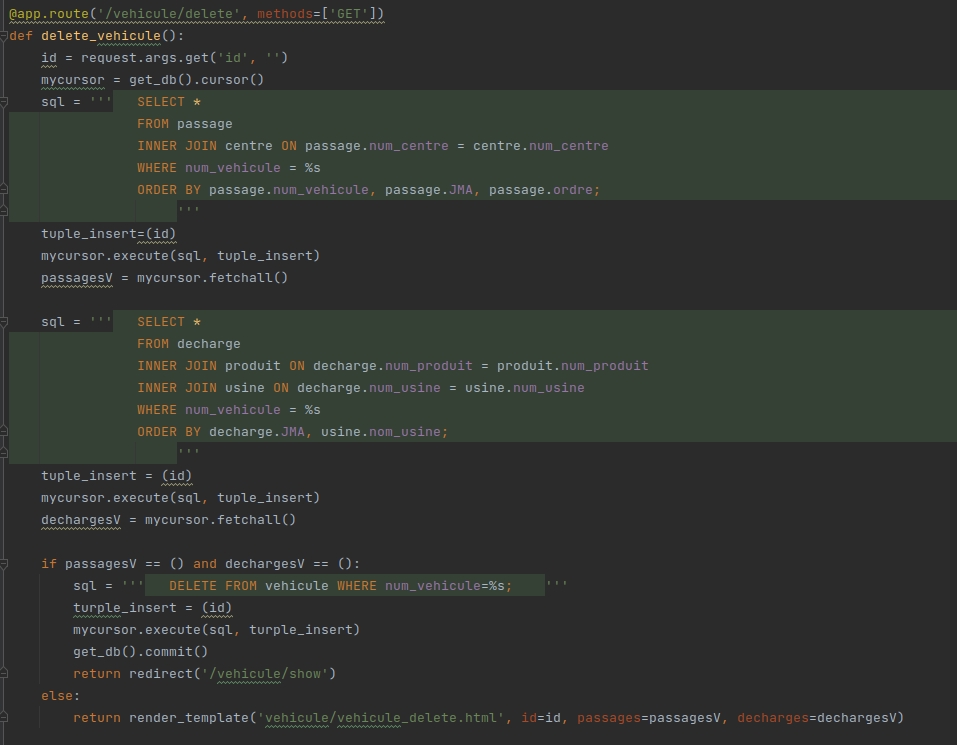 @app.route('/vehicule/delete', methods=['GET'])
def delete_vehicule():
    id = request.args.get('id', '')
    mycursor = get_db().cursor()
    sql = '''   SELECT *
                FROM passage
                INNER JOIN centre ON passage.num_centre = centre.num_centre
                WHERE num_vehicule = %s
                ORDER BY passage.num_vehicule, passage.JMA, passage.ordre;
                     '''
    tuple_insert=(id)
    mycursor.execute(sql, tuple_insert)
    passagesV = mycursor.fetchall()

    sql = '''   SELECT *
                FROM decharge
                INNER JOIN produit ON decharge.num_produit = produit.num_produit
                INNER JOIN usine ON decharge.num_usine = usine.num_usine
                WHERE num_vehicule = %s
                ORDER BY decharge.JMA, usine.nom_usine;
                     '''
    tuple_insert = (id)
    mycursor.execute(sql, tuple_insert)
    dechargesV = mycursor.fetchall()

    if passagesV == () and dechargesV == ():
        sql = '''   DELETE FROM vehicule WHERE num_vehicule=%s;    '''
        turple_insert = (id)
        mycursor.execute(sql, turple_insert)
        get_db().commit()
        return redirect('/vehicule/show')
    else:
        return render_template('vehicule/vehicule_delete.html', id=id, passages=passagesV, decharges=dechargesV)